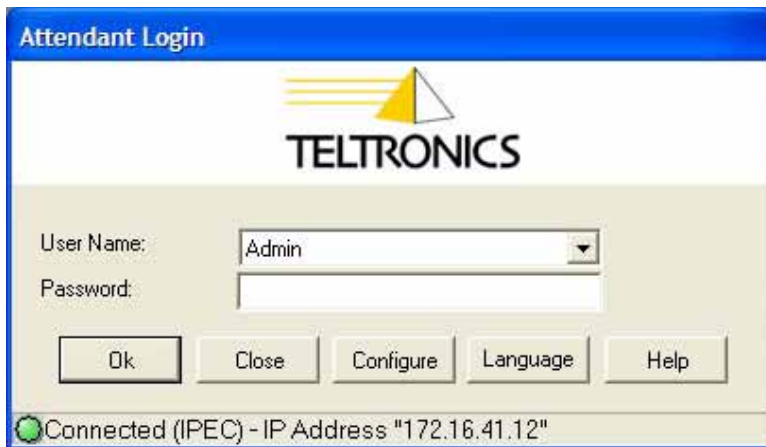 Attendant Login
TELTRONICS
User Name: Admin
Password:
Ok Close Configure Language Help
Connected (IPEC) - IP Address "172.16.41.12"